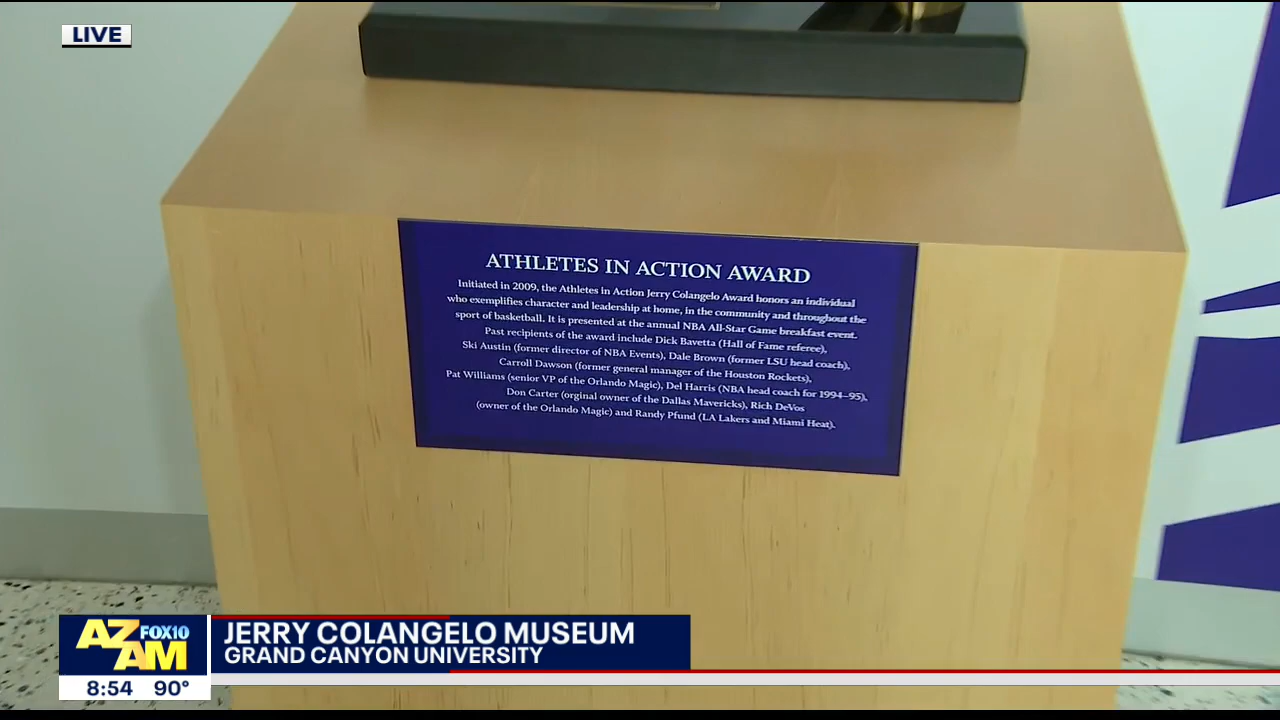 LIVE
ATHLETES IN ACTION AWARD
Initiated in 2009, the Athletes in Action Jerry Colangelo Award honors an individual
who exemplifies character and leadership at home, in the community and throughout the
sport of basketball. It is presented at the annual NBA All-Star Game breakfast event.
Past recipients of the award include Dick Bavetta (Hall of Fame referee),
Ski Austin (former director of NBA Events), Dale Brown (former LSU head coach),
Carroll Dawson (former general manager of the Houston Rockets),
Pat Williams (senior VP of the Orlando Magic), Del Harris (NBA head coach for 1994–95),
Don Carter (orginal owner of the Dallas Mavericks), Rich DeVos
(owner of the Orlando Magic) and Randy Pfund (LA Lakers and Miami Heat).
AZAM FOX10
JERRY COLANGELO MUSEUM
GRAND CANYON UNIVERSITY
8:54 90°